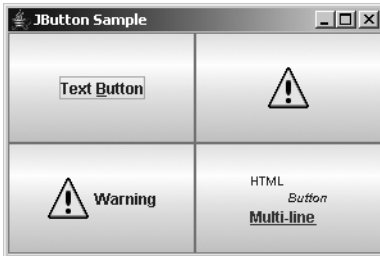 JButton Sample
Text Button
Warning
HTML
Button
Multi-line